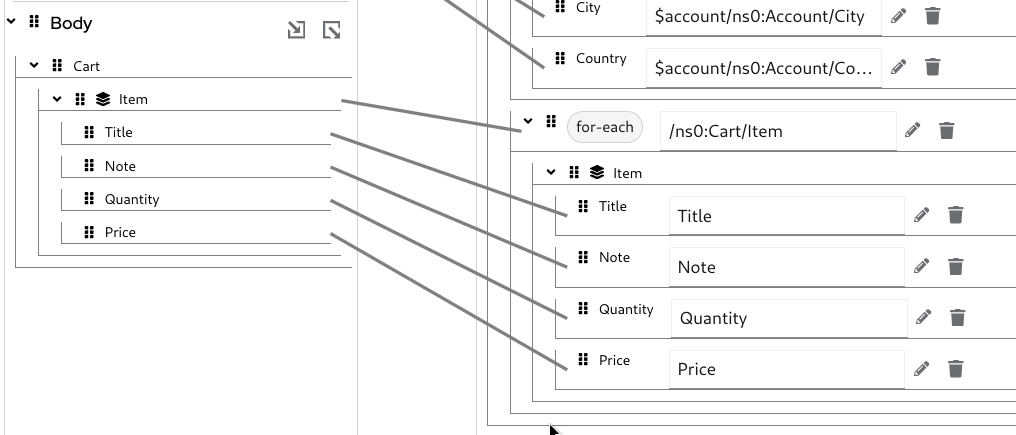 Body
Cart
Item
Title
Note
Quantity
Price
City $account/ns0:Account/City
Country $account/ns0:Account/Co...
for-each /ns0:Cart/Item
Item
Title Title
Note Note
Quantity Quantity
Price Price